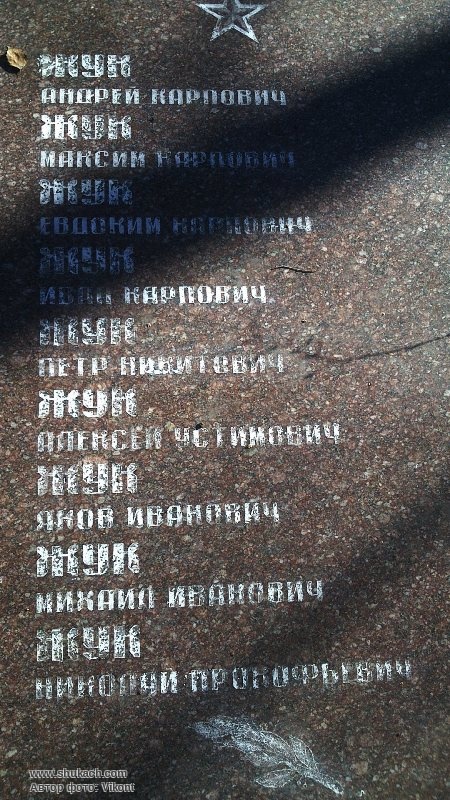 ЖУК
АНДРЕЙ КАРПОВИЧ
ЖУК
МАКСИМ КАРПОВИЧ
ЖУК
ЕВДОКИМ КАРПОВИЧ
ЖУК
ИВАН КАРПОВИЧ
ЖУК
ПЕТР НИКИТОВИЧ
ЖУК
АЛЕКСЕЙ УСТИМОВИЧ
ЖУК
ЯКОВ ИВАНОВИЧ
ЖУК
МИХАИЛ ИВАНОВИЧ
ЖУК
НИКОЛАЙ ПРОКОФЬЕВИЧ
www.shukach.com
Автор фото: Vikont